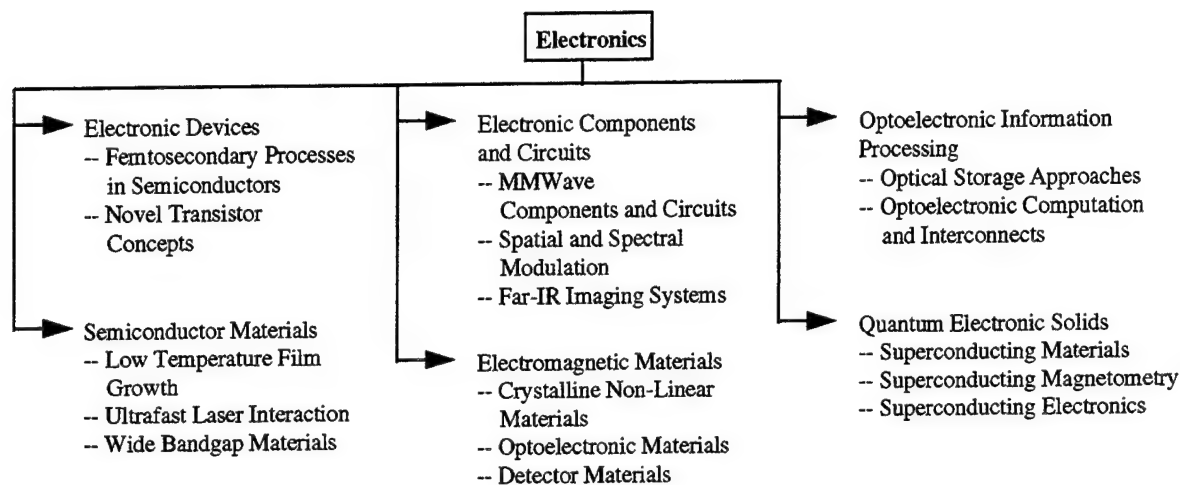 Electronics
Electronic Devices
-- Femtosecondary Processes
in Semiconductors
-- Novel Transistor
Concepts
Semiconductor Materials
-- Low Temperature Film
Growth
-- Ultrafast Laser Interaction
-- Wide Bandgap Materials
Electronic Components
and Circuits
-- MMWave
Components and Circuits
-- Spatial and Spectral
Modulation
-- Far-IR Imaging Systems
Electromagnetic Materials
-- Crystalline Non-Linear
Materials
-- Optoelectronic Materials
-- Detector Materials
Optoelectronic Information
Processing
-- Optical Storage Approaches
-- Optoelectronic Computation
and Interconnects
Quantum Electronic Solids
-- Superconducting Materials
-- Superconducting Magnetometry
-- Superconducting Electronics